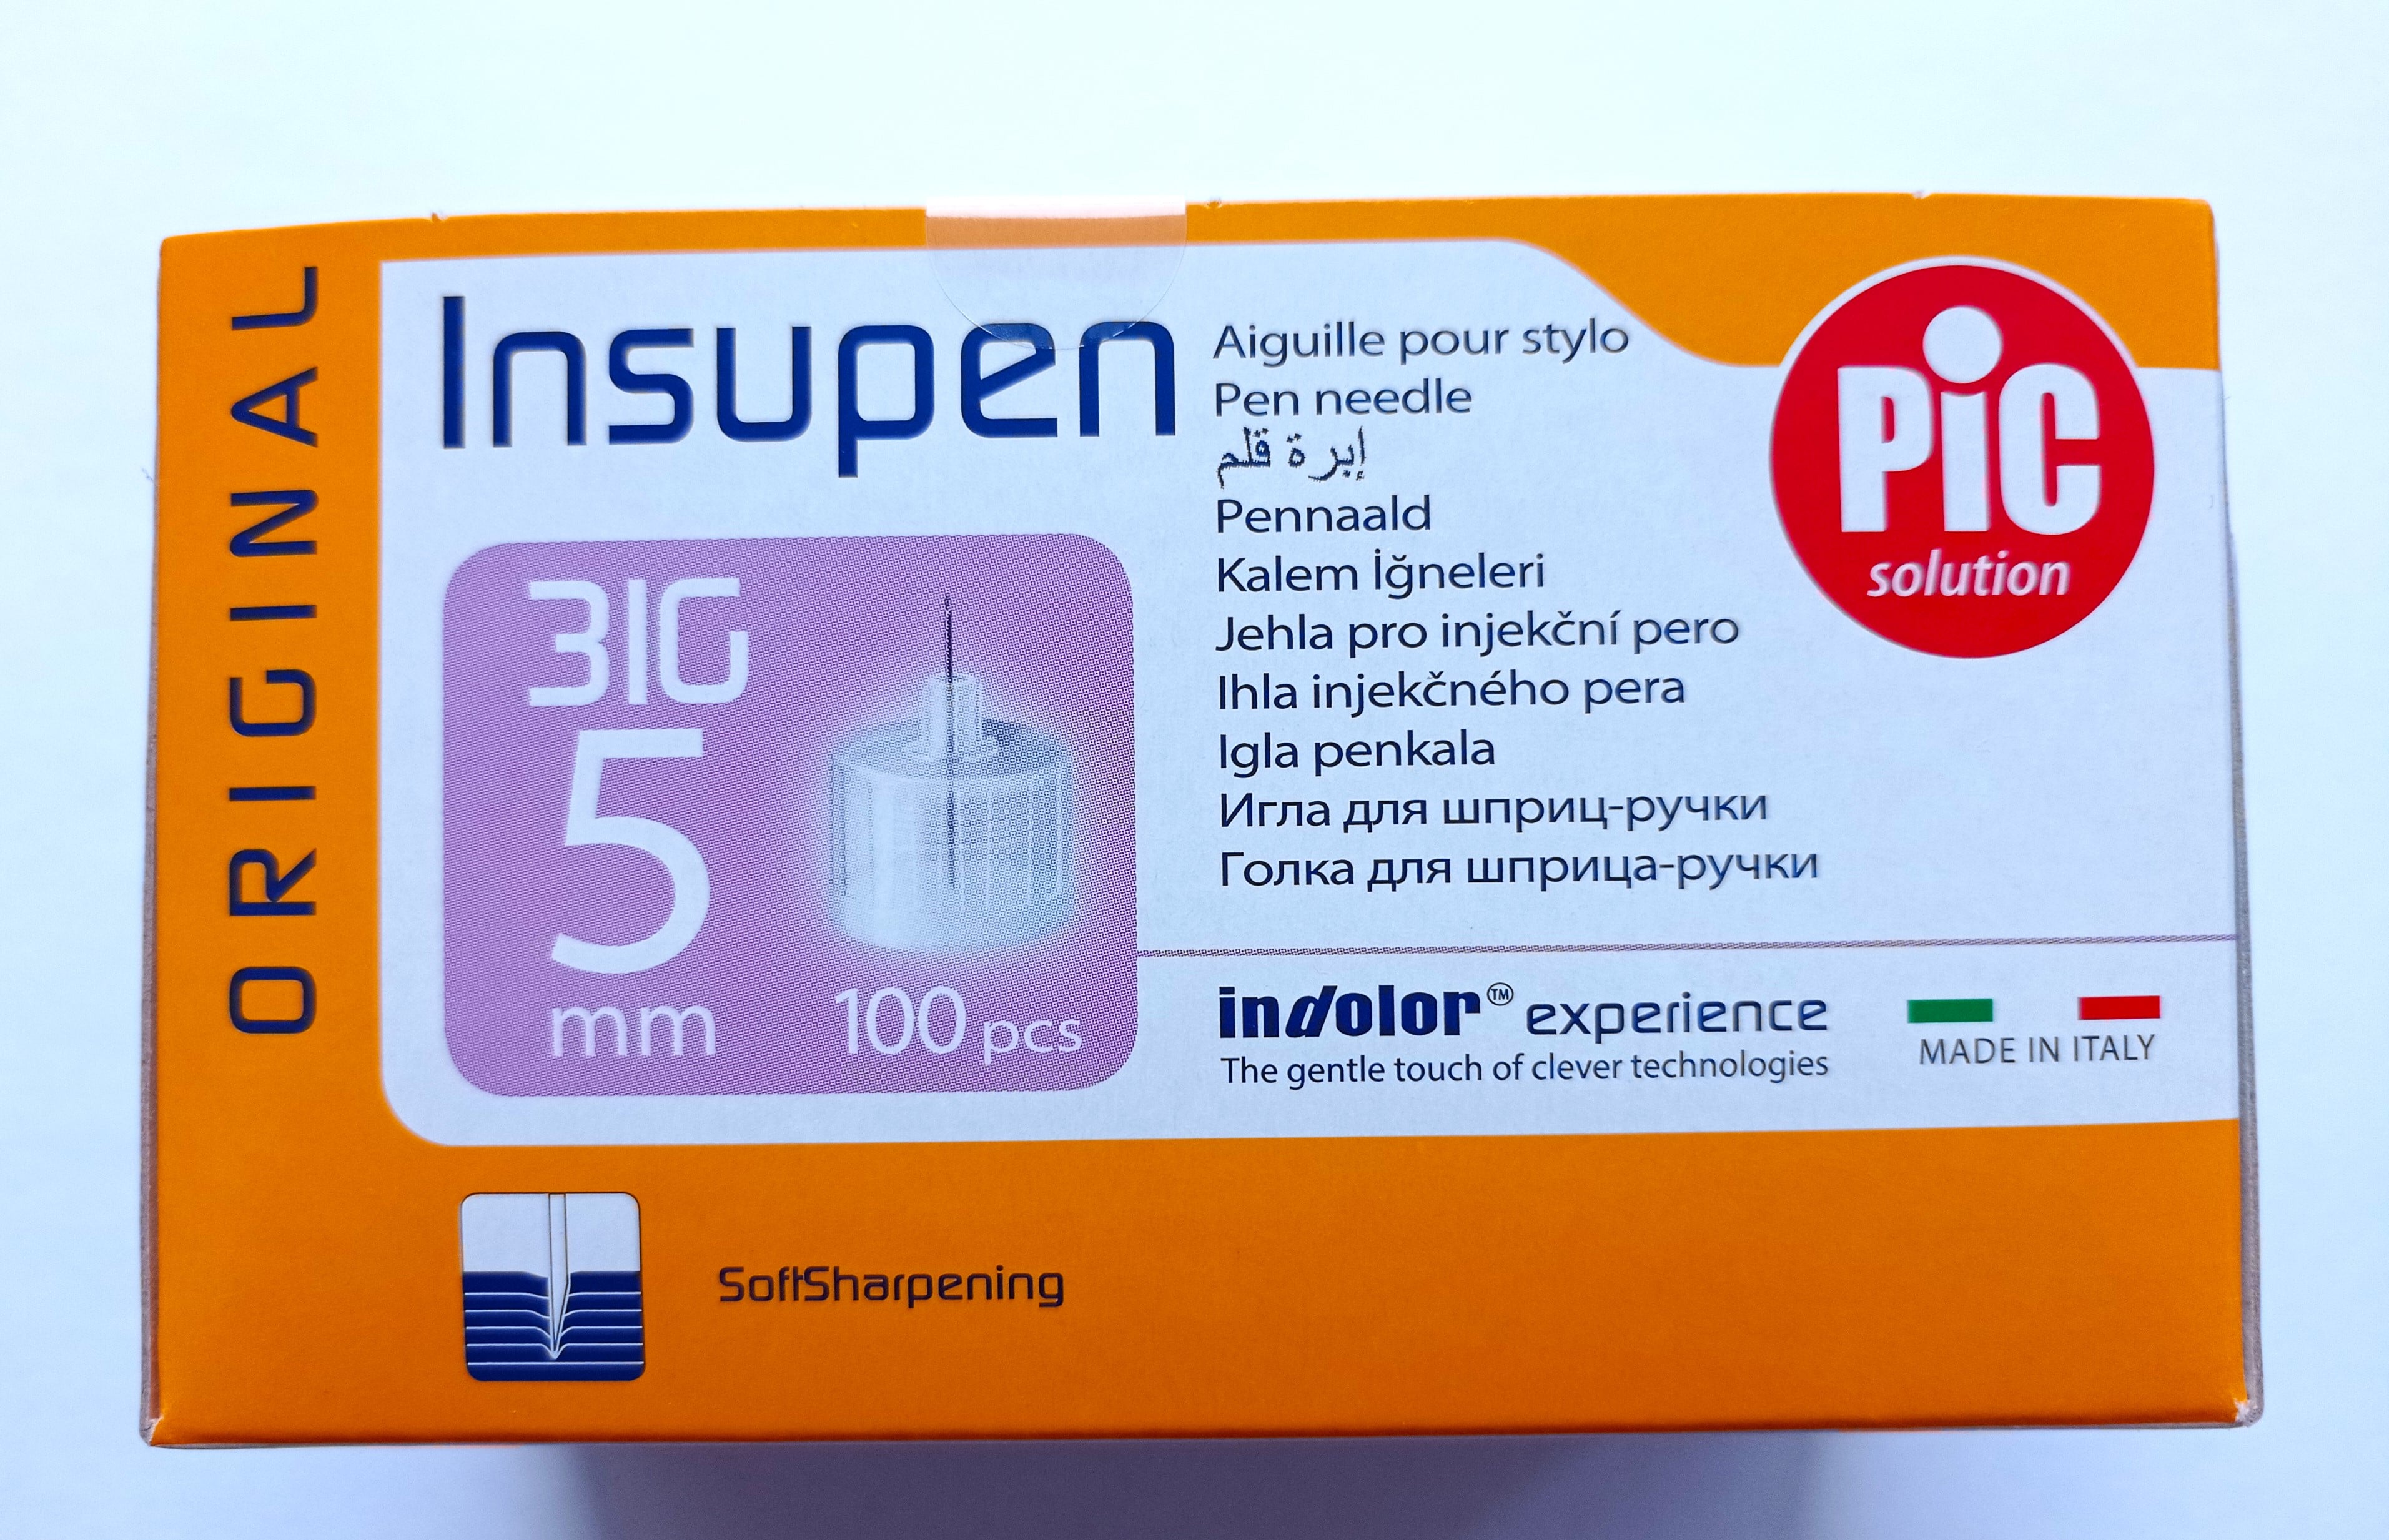 ORIGINAL
Insupen
Aiguille pour stylo
Pen needle
إبرة قلم
Pennaald
Kalem İğneleri
Jehla pro injekční pero
Ihla injekčného pera
Igla penkala
Игла для шприц-ручки
Голка для шприца-ручки
PiC
solution
31G
5
mm
100 pcs
indolor™ experience
The gentle touch of clever technologies
MADE IN ITALY
SoftSharpening